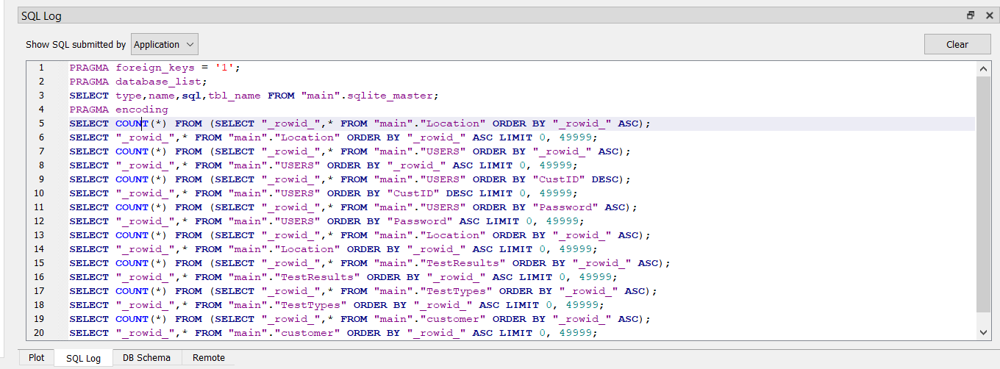 SQL Log
Show SQL submitted by Application Clear
1 PRAGMA foreign_keys = '1';
2 PRAGMA database_list;
3 SELECT type,name,sql,tbl_name FROM "main".sqlite_master;
4 PRAGMA encoding
5 SELECT COUNT(*) FROM (SELECT "_rowid_",* FROM "main"."Location" ORDER BY "_rowid_" ASC);
6 SELECT "_rowid_",* FROM "main"."Location" ORDER BY "_rowid_" ASC LIMIT 0, 49999;
7 SELECT COUNT(*) FROM (SELECT "_rowid_",* FROM "main"."USERS" ORDER BY "_rowid_" ASC);
8 SELECT "_rowid_",* FROM "main"."USERS" ORDER BY "_rowid_" ASC LIMIT 0, 49999;
9 SELECT COUNT(*) FROM (SELECT "_rowid_",* FROM "main"."USERS" ORDER BY "CustID" DESC);
10 SELECT "_rowid_",* FROM "main"."USERS" ORDER BY "CustID" DESC LIMIT 0, 49999;
11 SELECT COUNT(*) FROM (SELECT "_rowid_",* FROM "main"."USERS" ORDER BY "Password" ASC);
12 SELECT "_rowid_",* FROM "main"."USERS" ORDER BY "Password" ASC LIMIT 0, 49999;
13 SELECT COUNT(*) FROM (SELECT "_rowid_",* FROM "main"."Location" ORDER BY "_rowid_" ASC);
14 SELECT "_rowid_",* FROM "main"."Location" ORDER BY "_rowid_" ASC LIMIT 0, 49999;
15 SELECT COUNT(*) FROM (SELECT "_rowid_",* FROM "main"."TestResults" ORDER BY "_rowid_" ASC);
16 SELECT "_rowid_",* FROM "main"."TestResults" ORDER BY "_rowid_" ASC LIMIT 0, 49999;
17 SELECT COUNT(*) FROM (SELECT "_rowid_",* FROM "main"."TestTypes" ORDER BY "_rowid_" ASC);
18 SELECT "_rowid_",* FROM "main"."TestTypes" ORDER BY "_rowid_" ASC LIMIT 0, 49999;
19 SELECT COUNT(*) FROM (SELECT "_rowid_",* FROM "main"."customer" ORDER BY "_rowid_" ASC);
20 SELECT "_rowid_",* FROM "main"."customer" ORDER BY "_rowid_" ASC LIMIT 0, 49999;
Plot SQL Log DB Schema Remote